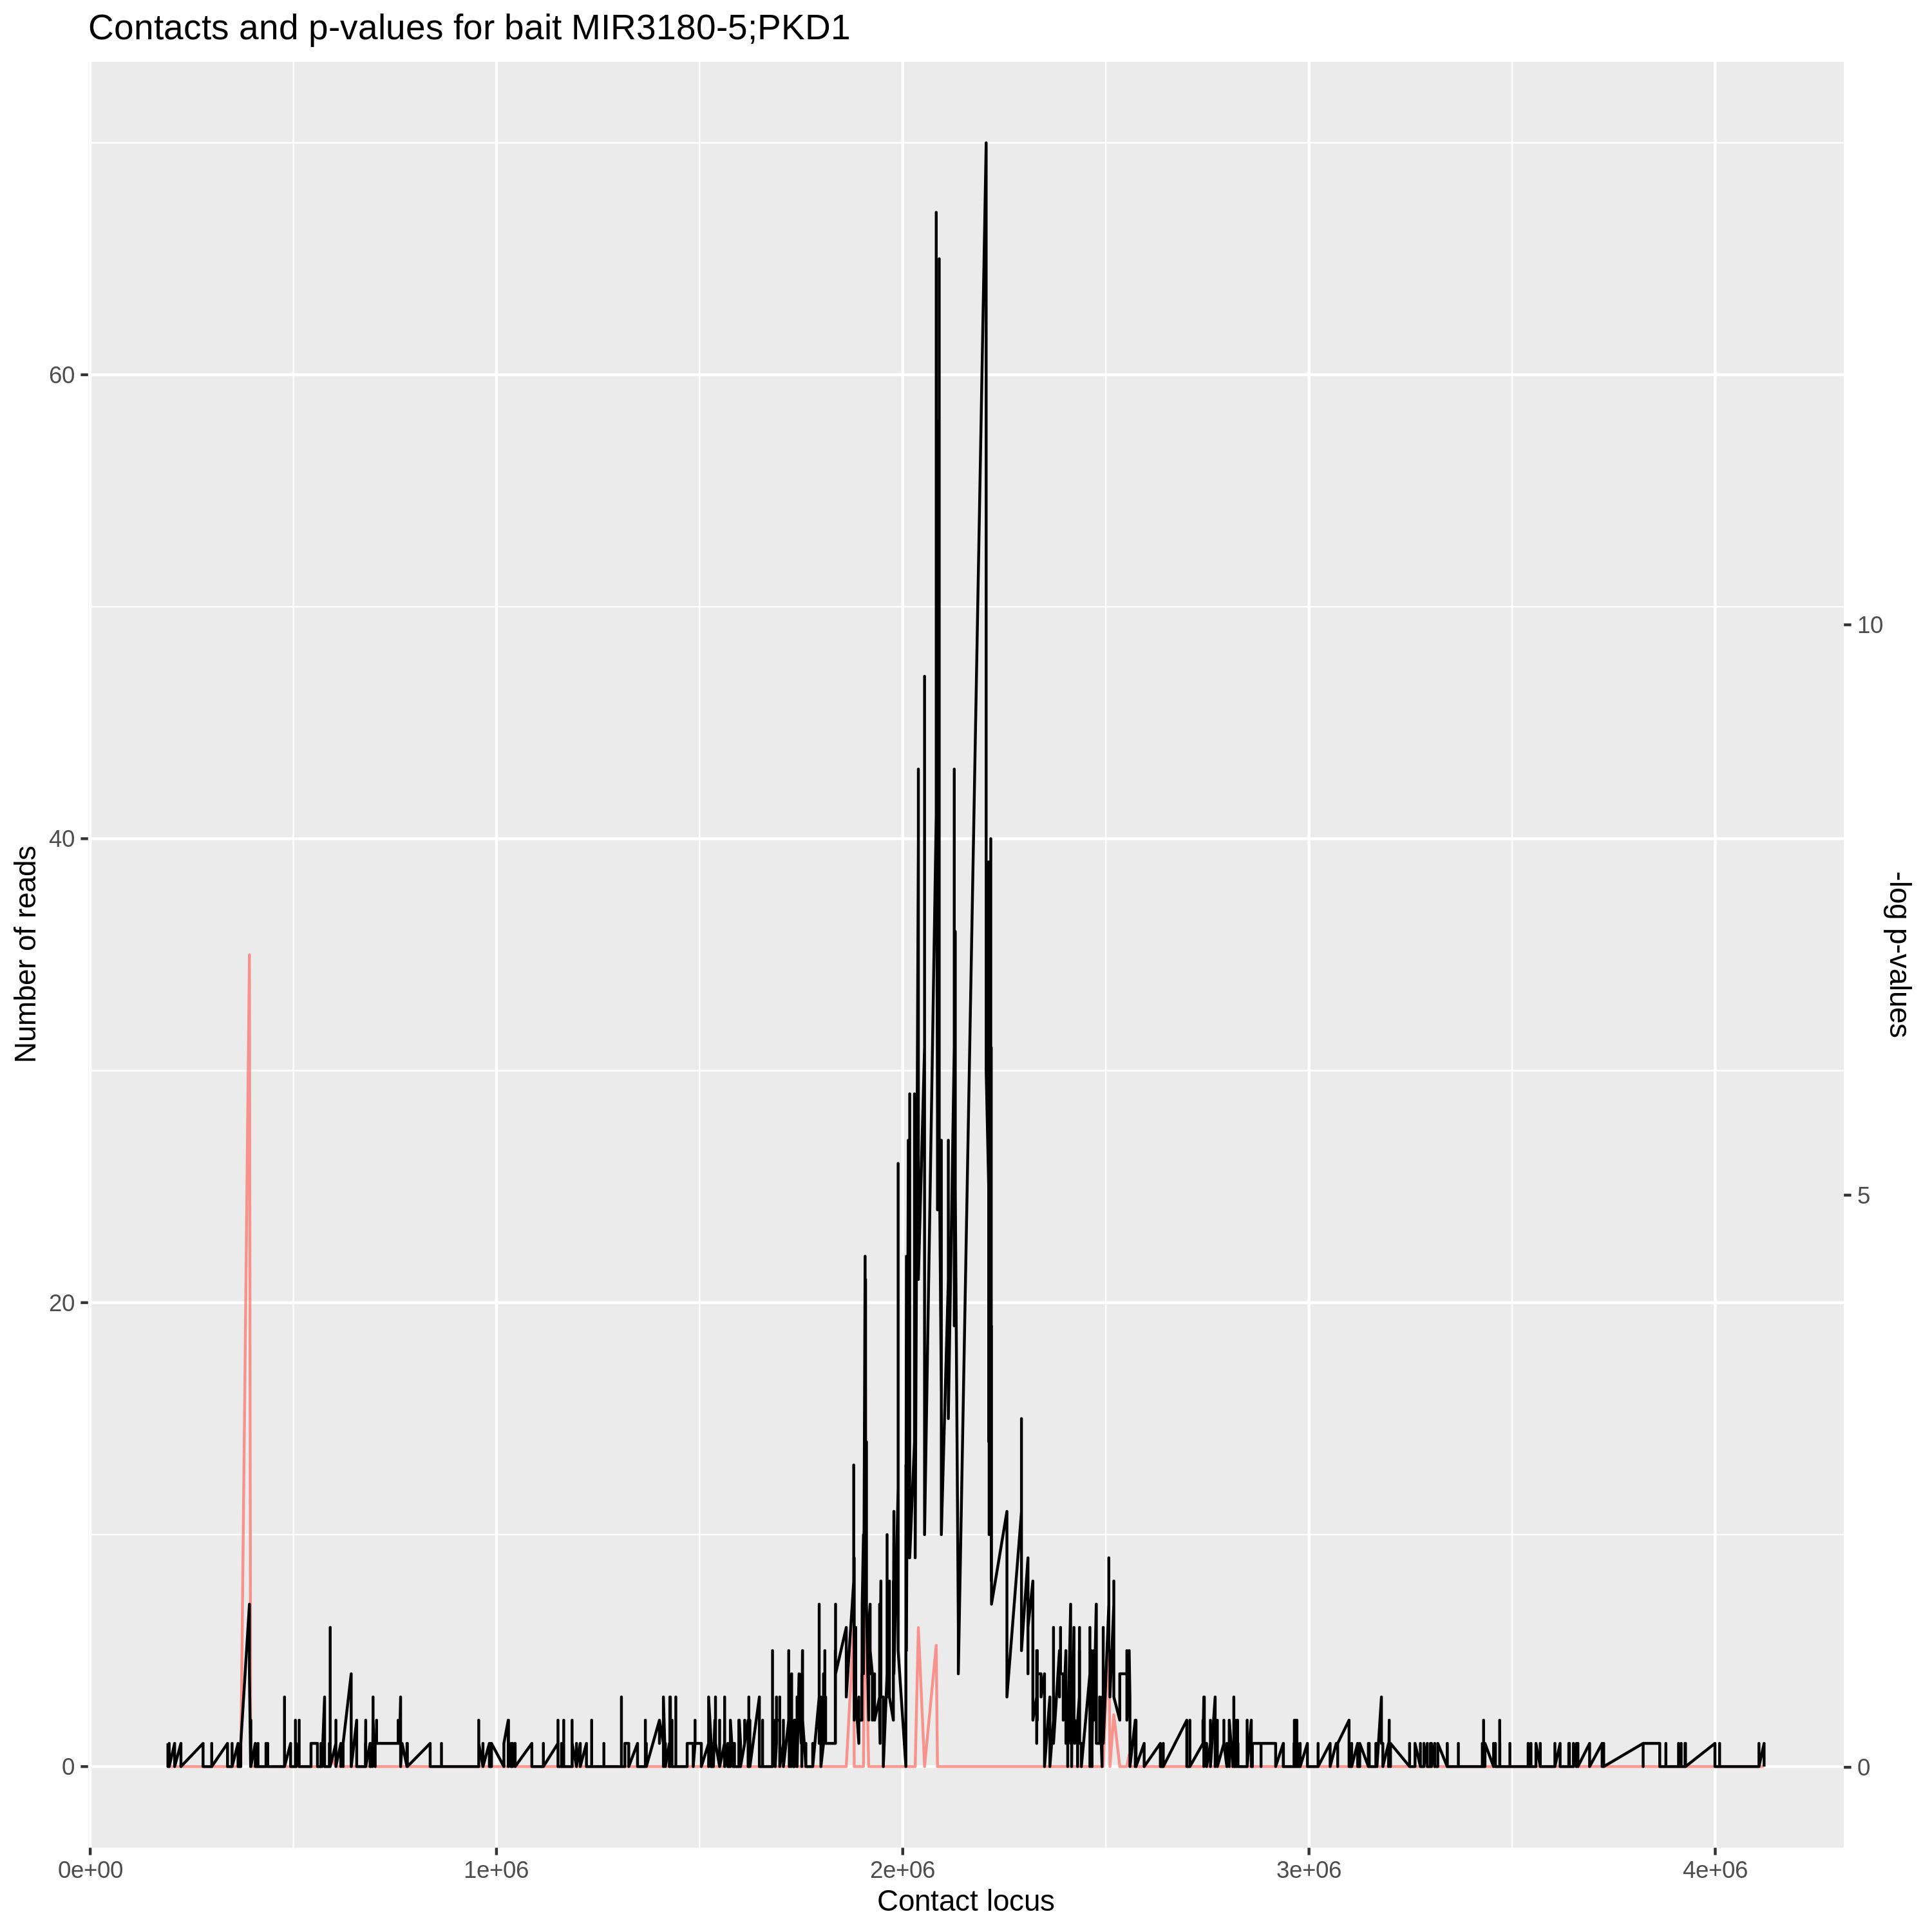 Contacts and p-values for bait MIR3180-5;PKD1
Number of reads
60
40
20
0
10
5
0
-log p-values
0e+00
1e+06
2e+06
3e+06
4e+06
Contact locus